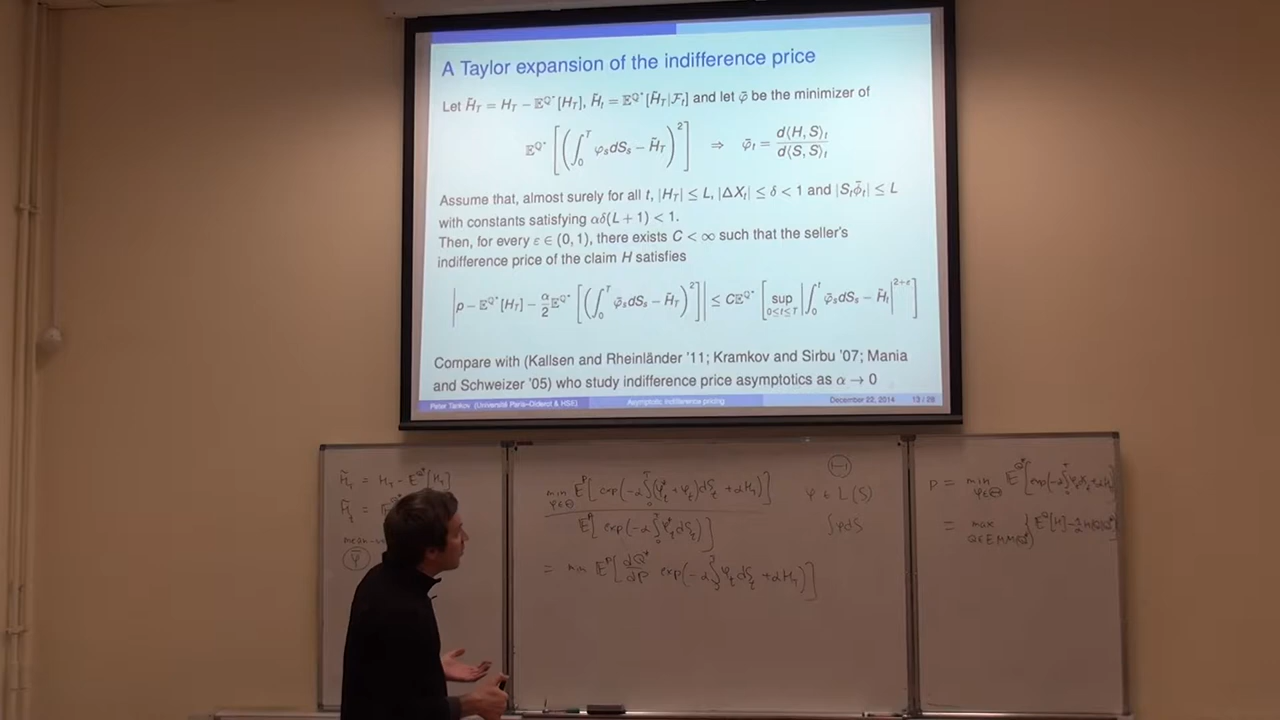 A Taylor expansion of the indifference price
Let H̃_T = H_T − 𝔼^{ℚ*}[H_T], H̃_t = 𝔼^{ℚ*}[H̃_T|ℱ_t] and let φ̄ be the minimizer of
𝔼^{ℚ*}[(∫_0^T φ_s dS_s − H̃_T)^2] ⇒ φ̄_t = d⟨H, S⟩_t / d⟨S, S⟩_t
Assume that, almost surely for all t, |H_T| ≤ L, |ΔX_t| ≤ δ < 1 and |S_t ϕ̄_t| ≤ L
with constants satisfying αδ(L + 1) < 1.
Then, for every ε ∈ (0, 1), there exists C < ∞ such that the seller's
indifference price of the claim H satisfies
|p − 𝔼^{ℚ*}[H_T] − α/2 𝔼^{ℚ*}[(∫_0^T φ̄_s dS_s − H̃_T)^2]| ≤ C𝔼^{ℚ*}[sup_{0≤t≤T} |∫_0^t φ̄_s dS_s − H̃_t|^{2+ε}]
Compare with (Kallsen and Rheinländer '11; Kramkov and Sirbu '07; Mania
and Schweizer '05) who study indifference price asymptotics as α → 0
Peter Tankov (Université Paris-Diderot & HSE) Asymptotic indifference pricing December 22, 2014 13 / 28
H̃_T = H_T − E^{Q*}[H_T]
H̃_t =
φ̄
min_{φ∈Θ} E^P[exp(−α∫_0^T(φ*_t + φ_t)dS_t + αH_T)]
E^P[exp(−α∫_0^T φ*_t dS_t)]
= min E^P[dQ*/dP exp(−α∫_0^T φ_t dS_t + αH_T)]
H
φ ∈ L(S)
∫φdS
P = min_{φ∈Θ} E^{Q*}[exp(−α∫_0^T φ_t dS_t
= max {E^Q[H] −